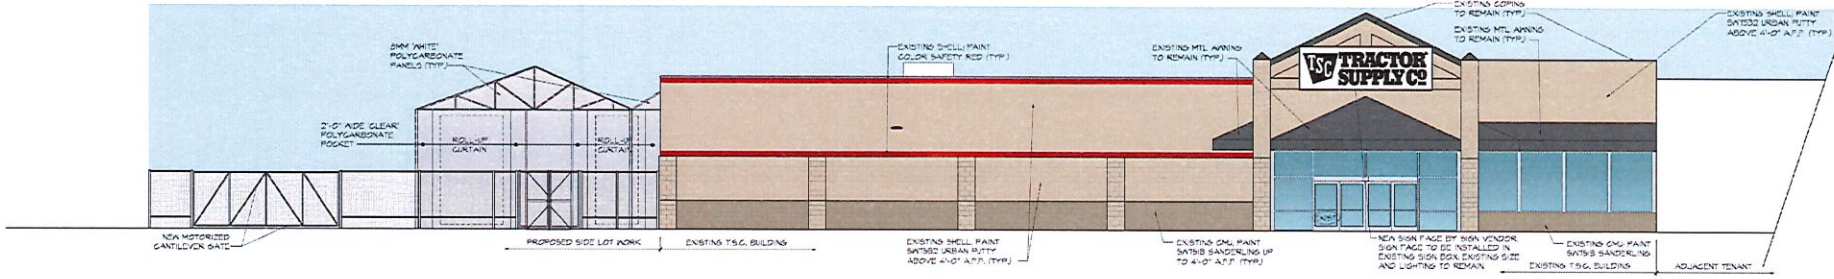 8MM 'WHITE'
POLYCARBONATE
PANELS (TYP.)
2'-0" WIDE 'CLEAR'
POLYCARBONATE
POCKET
ROLL-UP
CURTAIN
ROLL-UP
CURTAIN
EXISTING SHELL; PAINT
COLOR SAFETY RED (TYP.)
EXISTING MTL AWNING
TO REMAIN (TYP.)
EXISTING COPING
TO REMAIN (TYP.)
EXISTING MTL AWNING
TO REMAIN (TYP.)
EXISTING SHELL; PAINT
SW7532 URBAN PUTTY
ABOVE 4'-0" A.F.F. (TYP.)
TSC TRACTOR
SUPPLY CO
EXIST.
NEW MOTORIZED
CANTILEVER GATE
PROPOSED SIDE LOT WORK
EXISTING T.S.C. BUILDING
EXISTING SHELL, PAINT
SW7532 URBAN PUTTY
ABOVE 4'-0" A.F.F. (TYP.)
EXISTING CMU, PAINT
SW7513 SANDERLING UP
TO 4'-0" A.F.F. (TYP.)
NEW SIGN FACE BY SIGN VENDOR.
SIGN FACE TO BE INSTALLED IN
EXISTING SIGN BOX. EXISTING SIZE
AND LIGHTING TO REMAIN
EXISTING CMU PAINT
SW7513 SANDERLING
EXISTING T.S.C. BUILDING
ADJACENT TENANT